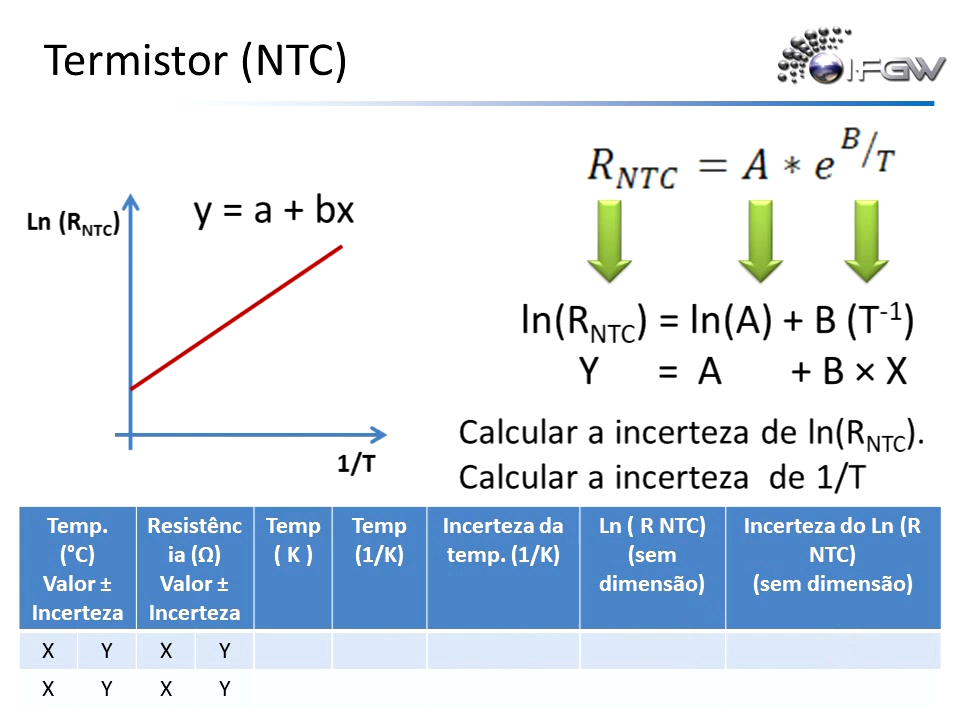 Termistor (NTC)
IFGW
R_NTC = A * e^B/T
Ln (R_NTC)
y = a + bx
1/T
ln(R_NTC) = ln(A) + B (T^-1)
Y = A + B × X
Calcular a incerteza de ln(R_NTC).
Calcular a incerteza de 1/T
Temp.
(°C)
Valor ±
Incerteza
Resistênc
ia (Ω)
Valor ±
Incerteza
Temp
( K )
Temp
(1/K)
Incerteza da
temp. (1/K)
Ln ( R NTC)
(sem
dimensão)
Incerteza do Ln (R
NTC)
(sem dimensão)
X Y X Y
X Y X Y